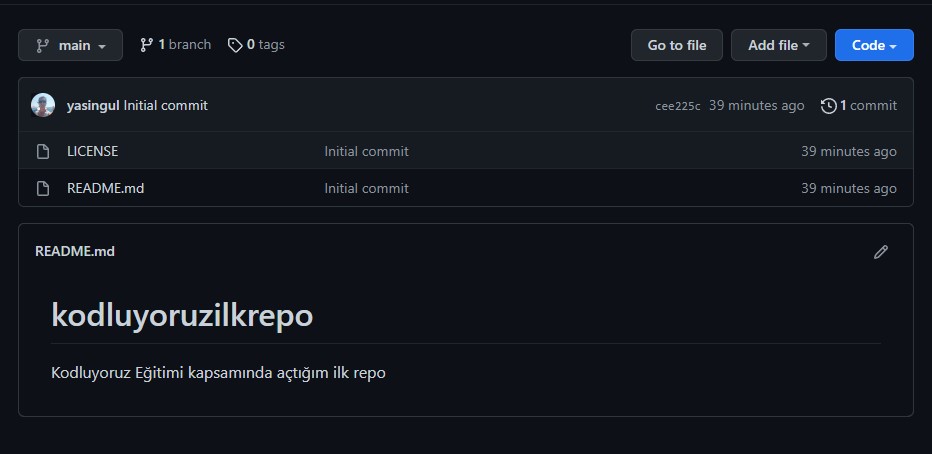 main 1 branch 0 tags Go to file Add file Code
yasingul Initial commit cee225c 39 minutes ago 1 commit
LICENSE Initial commit 39 minutes ago
README.md Initial commit 39 minutes ago
README.md
kodluyoruzilkrepo
Kodluyoruz Eğitimi kapsamında açtığım ilk repo